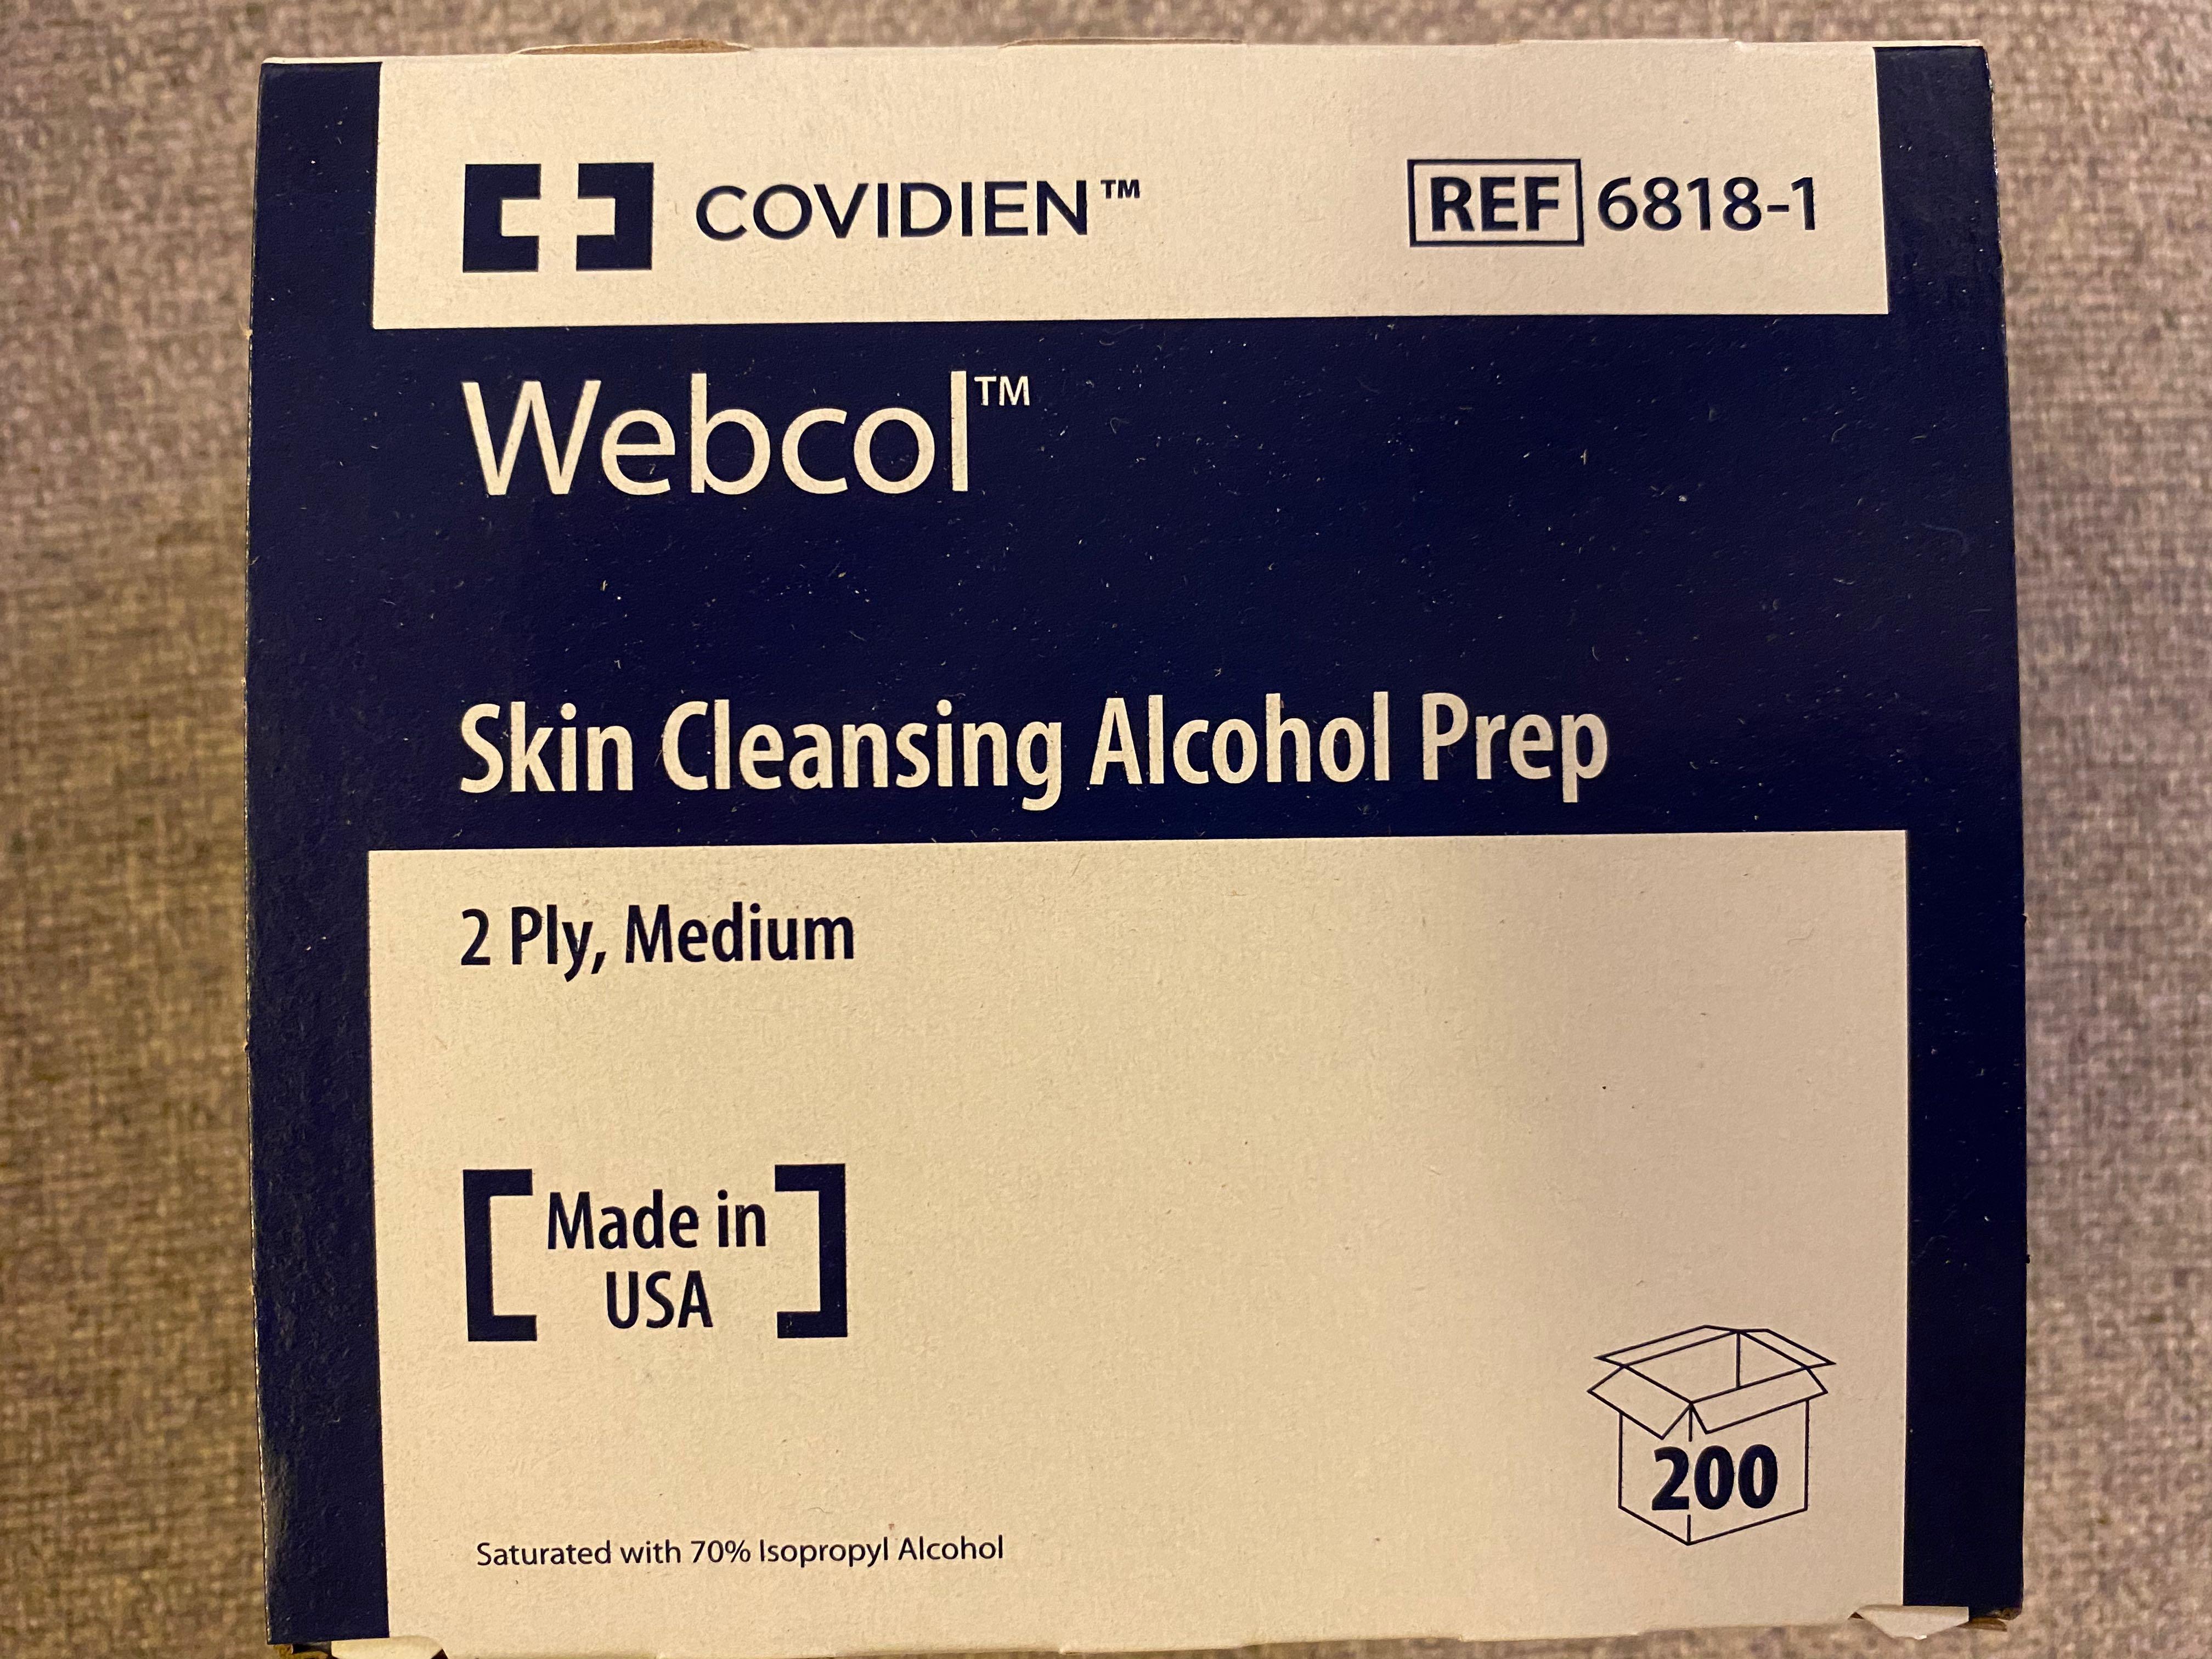 COVIDIEN™
REF 6818-1
Webcol™
Skin Cleansing Alcohol Prep
2 Ply, Medium
Made in
USA
200
Saturated with 70% Isopropyl Alcohol